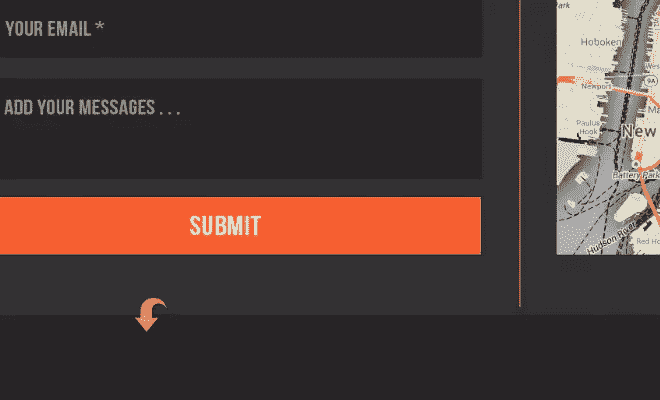 YOUR EMAIL *
ADD YOUR MESSAGES . . .
SUBMIT
Park
Hoboken
9A
Newport
Paulus
Hook
New
Battery Park
Hudson River
Red Ho